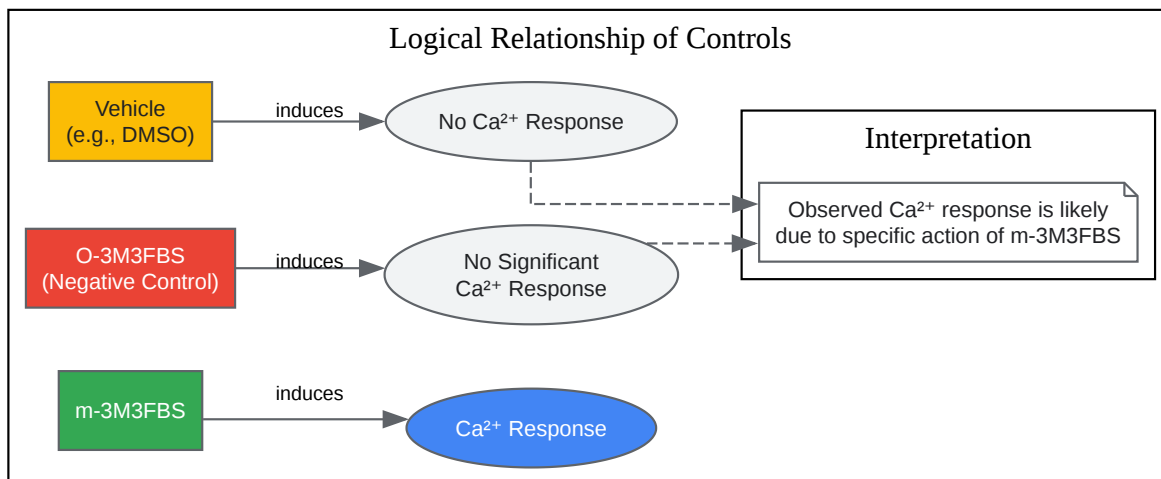 Logical Relationship of Controls
Vehicle
(e.g., DMSO)
induces
No Ca²⁺ Response
Interpretation
Observed Ca²⁺ response is likely
due to specific action of m-3M3FBS
O-3M3FBS
(Negative Control)
induces
No Significant
Ca²⁺ Response
m-3M3FBS
induces
Ca²⁺ Response